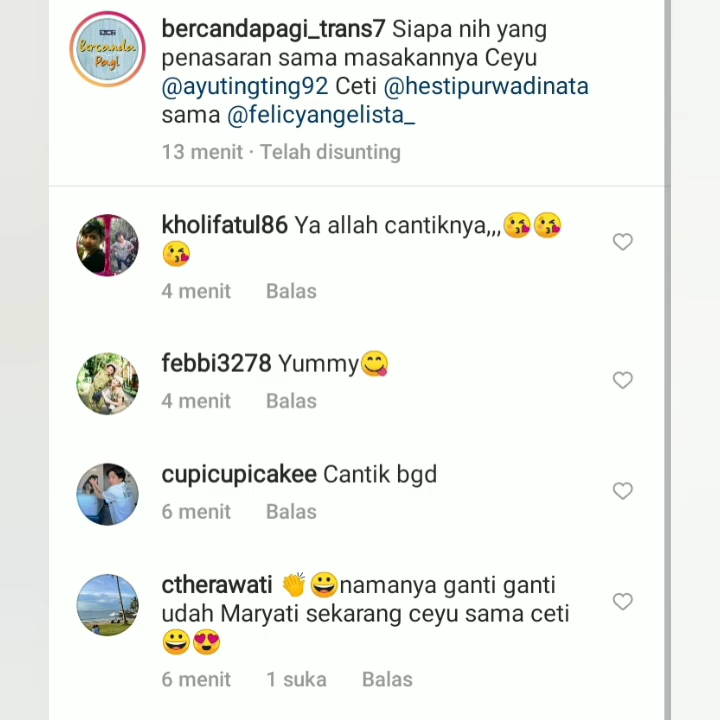 Bercanda
Pagi
bercandapagi_trans7 Siapa nih yang
penasaran sama masakannya Ceyu
@ayutingting92 Ceti @hestipurwadinata
sama @felicyangelista_
13 menit · Telah disunting
kholifatul86 Ya allah cantiknya,,,😘😘
😘
4 menit Balas
febbi3278 Yummy😋
4 menit Balas
cupicupicakee Cantik bgd
6 menit Balas
ctherawati 👏😀namanya ganti ganti
udah Maryati sekarang ceyu sama ceti
😀😍
6 menit 1 suka Balas